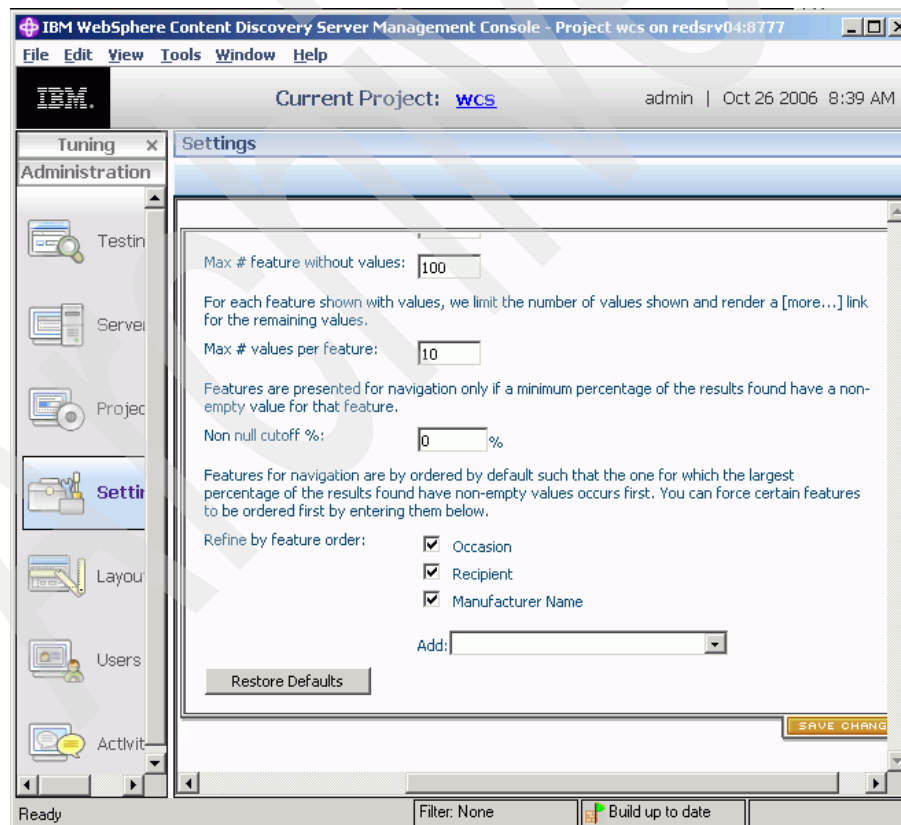 IBM WebSphere Content Discovery Server Management Console - Project wcs on redsrv04:8777
File Edit View Tools Window Help
IBM. Current Project: wcs admin | Oct 26 2006 8:39 AM
Tuning × Settings
Administration
Testin
Server
Projec
Settin
Layou
Users
Activit
Max # feature without values: 100
For each feature shown with values, we limit the number of values shown and render a [more...] link
for the remaining values.
Max # values per feature: 10
Features are presented for navigation only if a minimum percentage of the results found have a non-
empty value for that feature.
Non null cutoff %: 0 %
Features for navigation are by ordered by default such that the one for which the largest
percentage of the results found have non-empty values occurs first. You can force certain features
to be ordered first by entering them below.
Refine by feature order: Occasion
Recipient
Manufacturer Name
Add:
Restore Defaults
SAVE CHANG
Ready Filter: None Build up to date